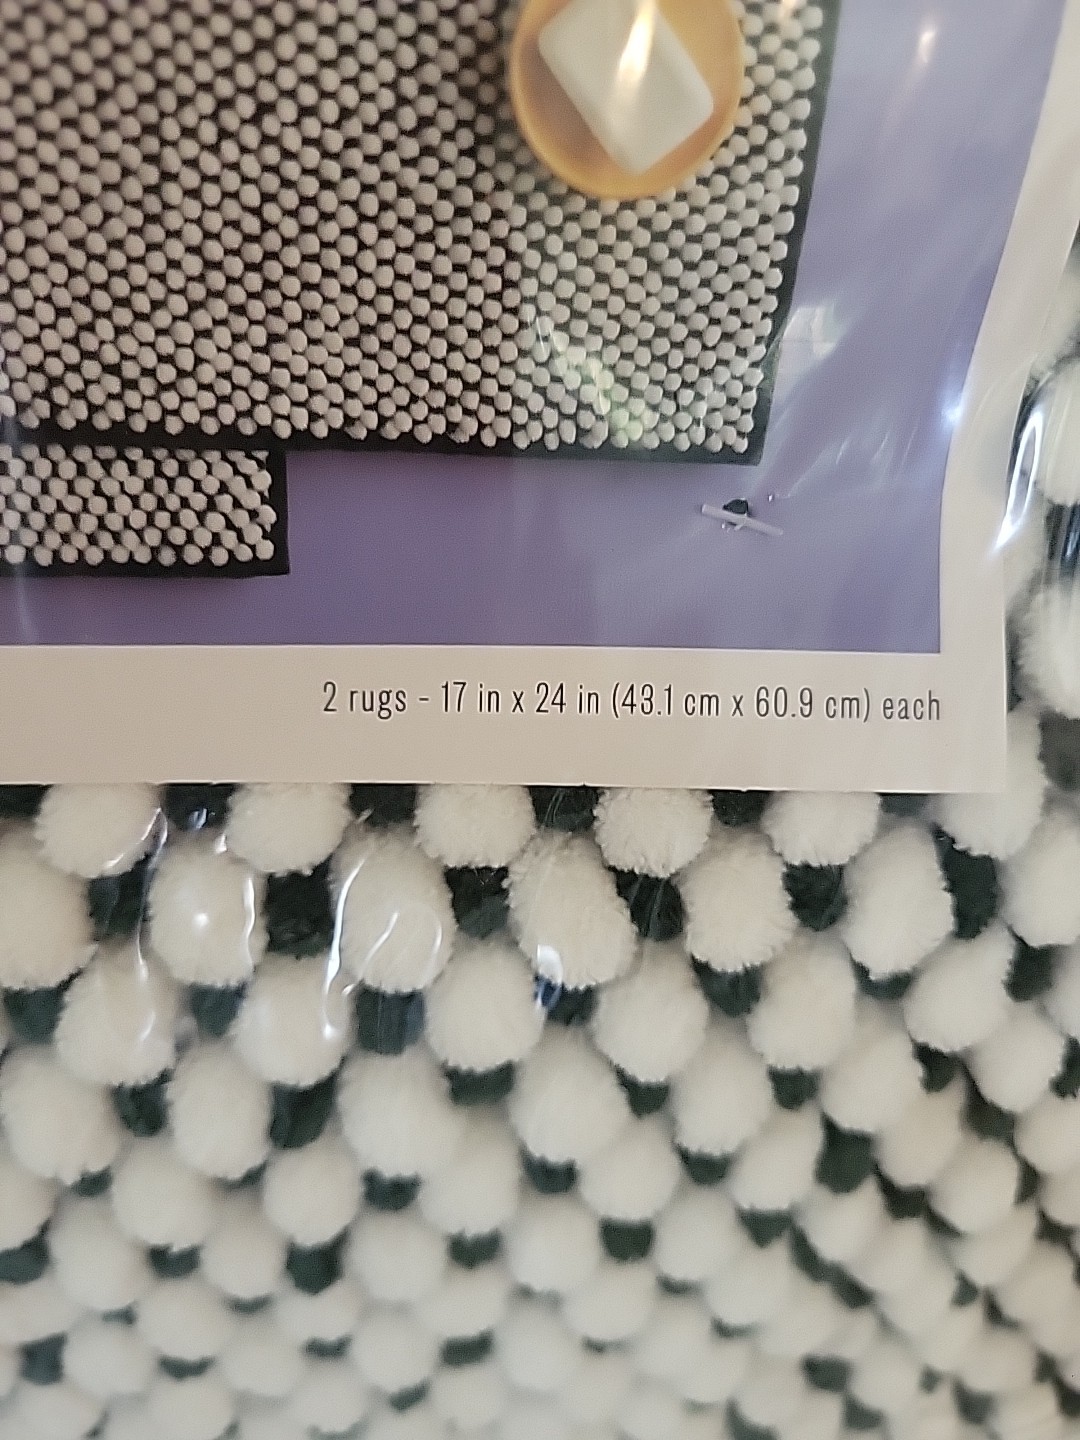 2 rugs - 17 in x 24 in (43.1 cm x 60.9 cm) each